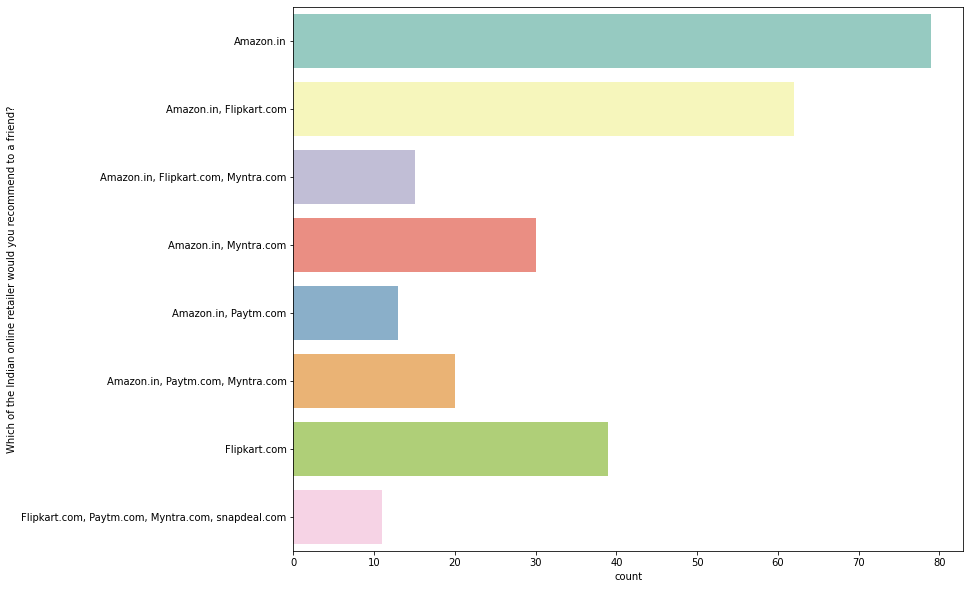 Which of the Indian online retailer would you recommend to a friend?
Amazon.in
Amazon.in, Flipkart.com
Amazon.in, Flipkart.com, Myntra.com
Amazon.in, Myntra.com
Amazon.in, Paytm.com
Amazon.in, Paytm.com, Myntra.com
Flipkart.com
Flipkart.com, Paytm.com, Myntra.com, snapdeal.com
0 10 20 30 40 50 60 70 80
count